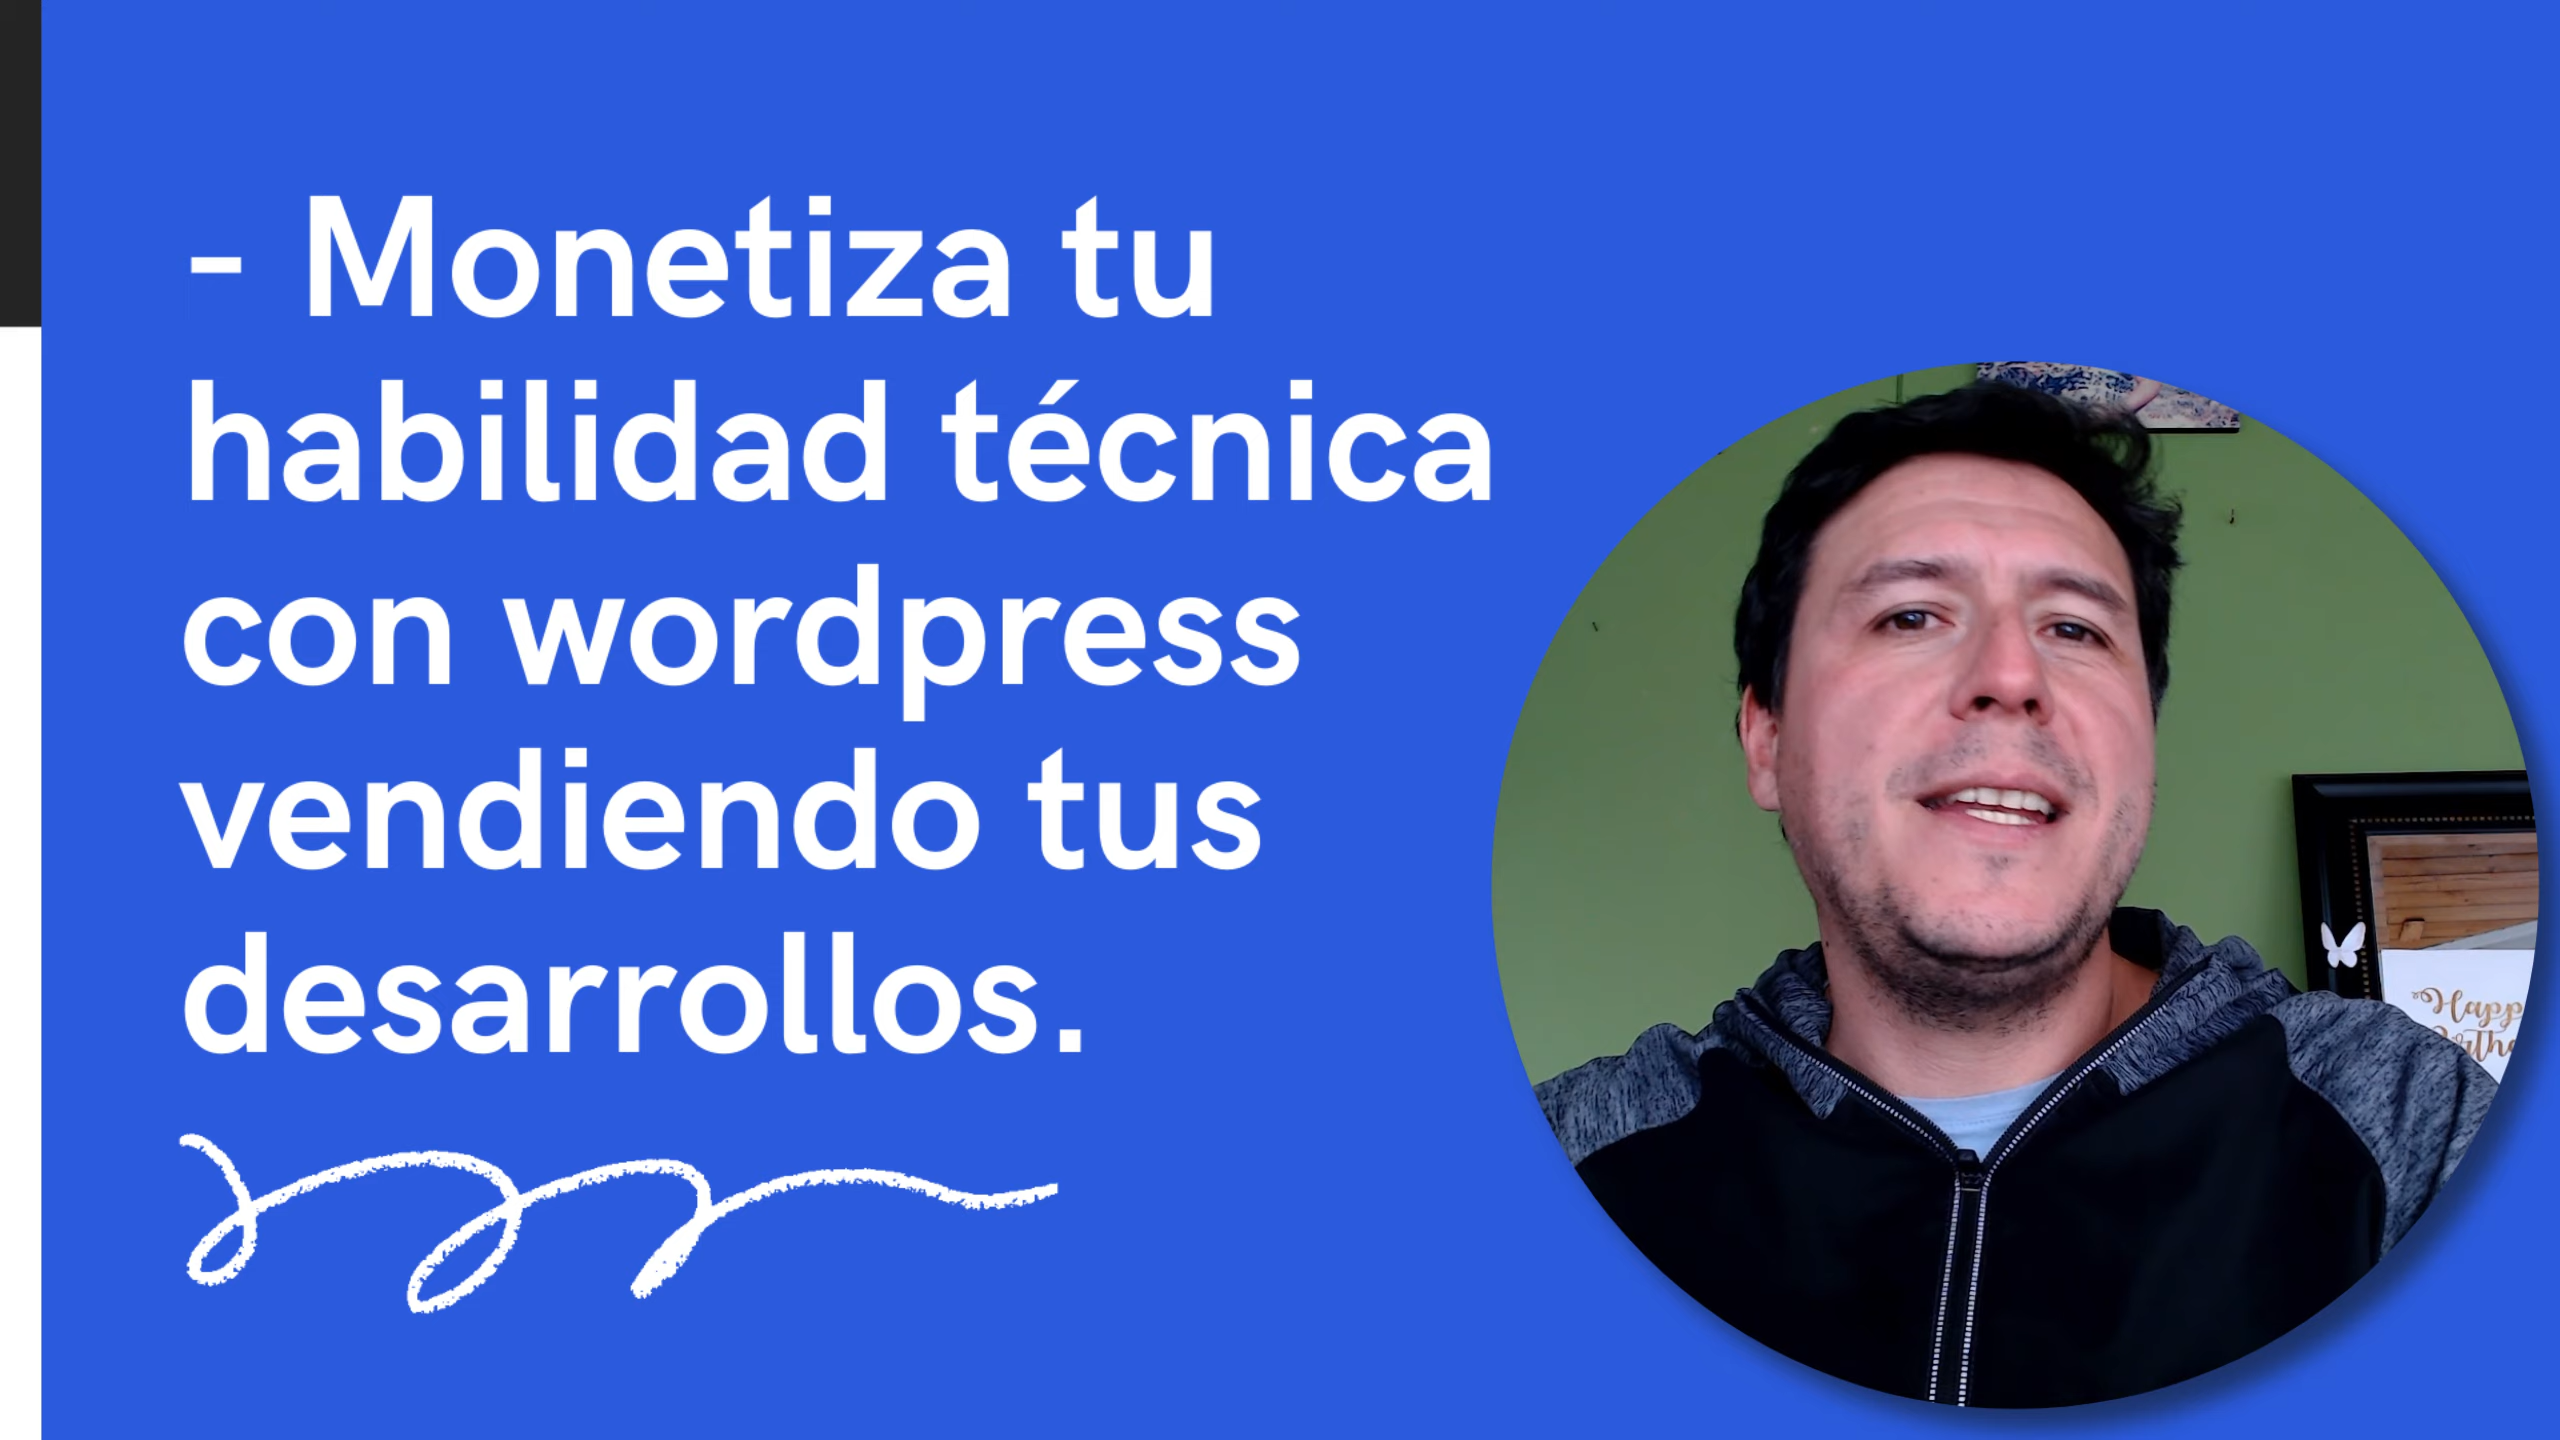 - Monetiza tu
habilidad técnica
con wordpress
vendiendo tus
desarrollos.